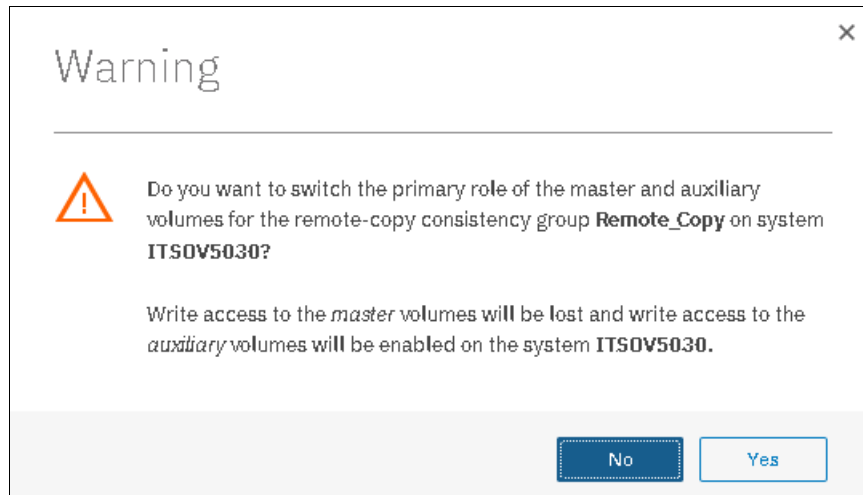 Warning
Do you want to switch the primary role of the master and auxiliary
volumes for the remote-copy consistency group Remote_Copy on system
ITSOV5030?
Write access to the master volumes will be lost and write access to the
auxiliary volumes will be enabled on the system ITSOV5030.
No
Yes